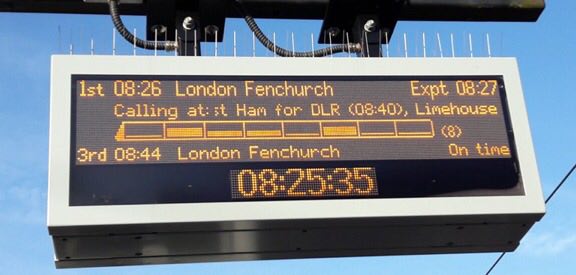 1st 08:26 London Fenchurch Expt 08:27
Calling at: st Ham for DLR (08:40), Limehouse
(8)
3rd 08:44 London Fenchurch On time
08:25:35